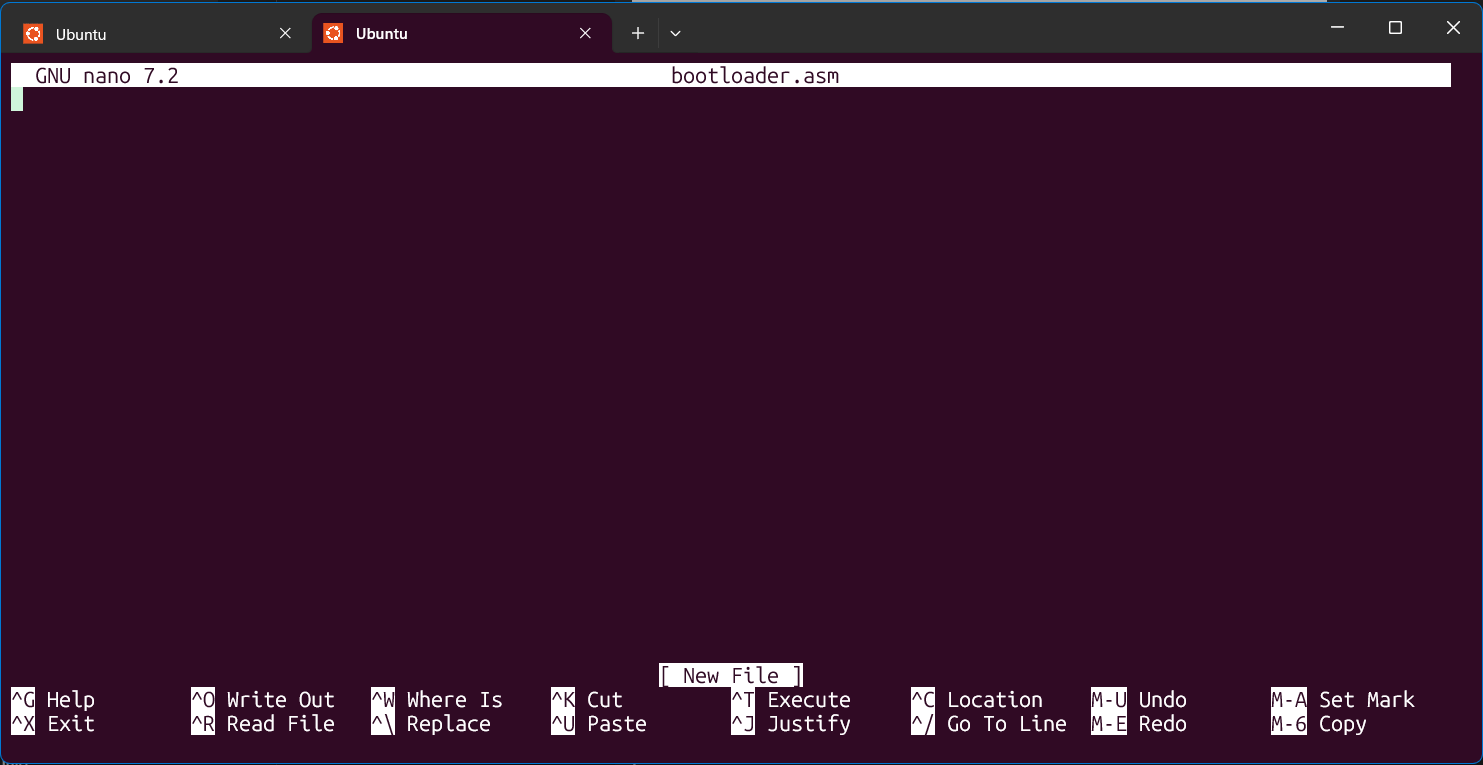 Ubuntu
Ubuntu
GNU nano 7.2 bootloader.asm
[ New File ]
^G Help ^O Write Out ^W Where Is ^K Cut ^T Execute ^C Location M-U Undo M-A Set Mark
^X Exit ^R Read File ^\ Replace ^U Paste ^J Justify ^/ Go To Line M-E Redo M-6 Copy